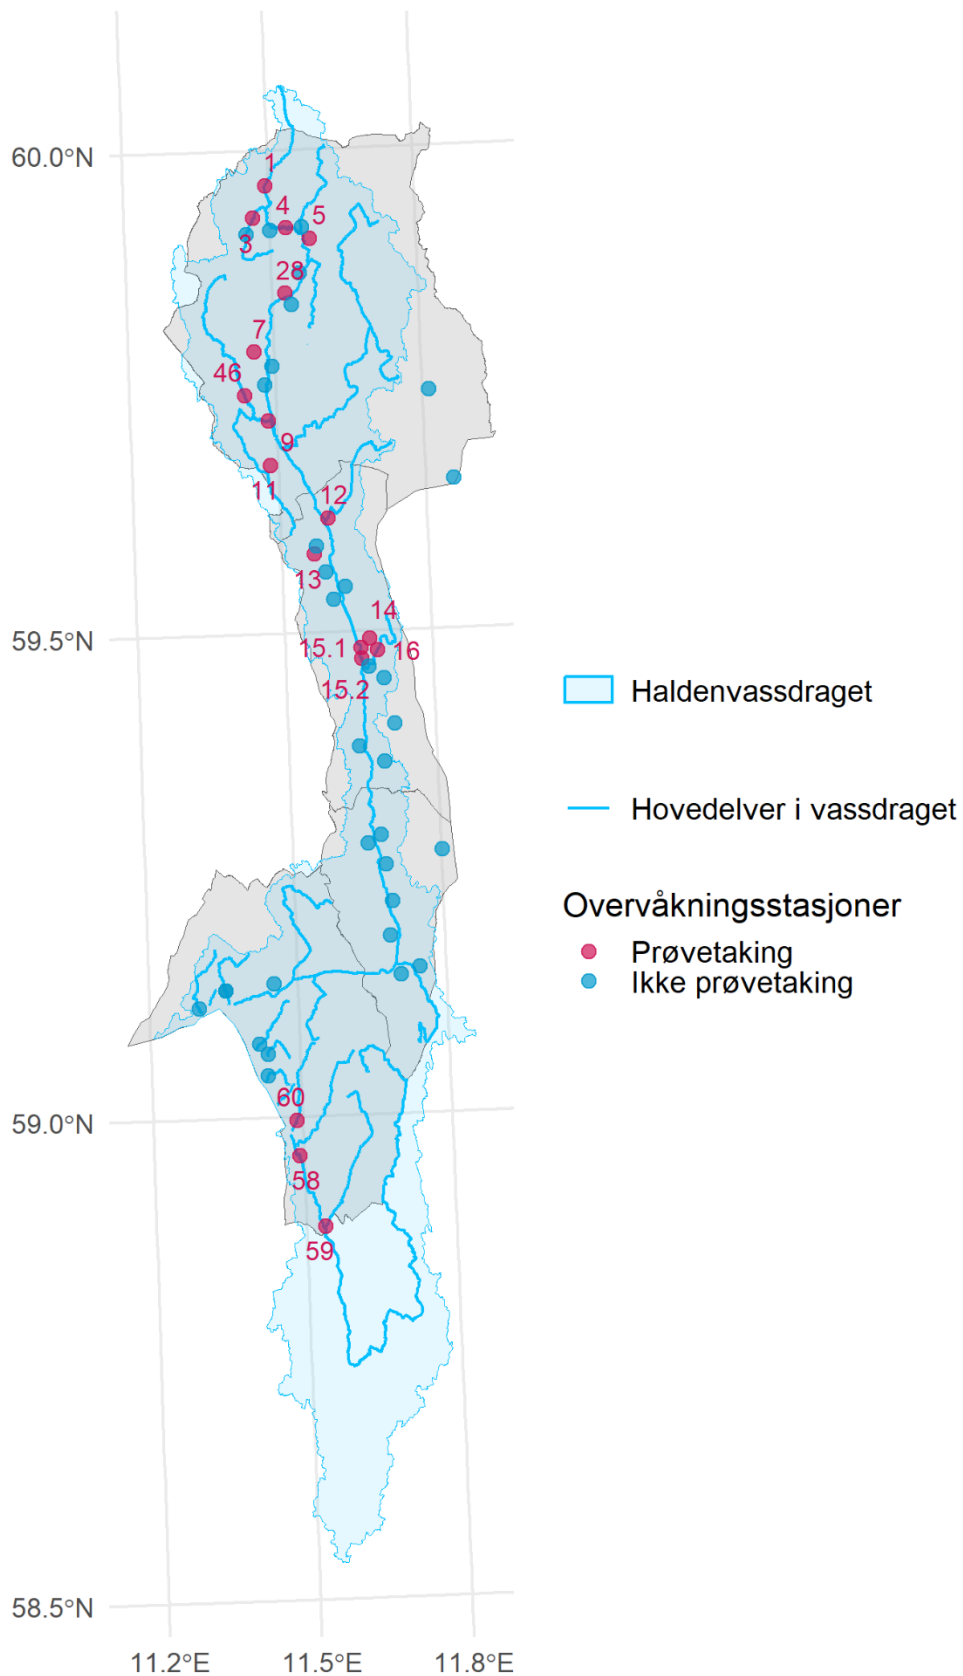 60.0°N
1
4
5
3
28
7
46
9
11
12
13
14
59.5°N
15.1
16
15.2
Haldenvassdraget
Hovedelver i vassdraget
Overvåkningsstasjoner
Prøvetaking
Ikke prøvetaking
60
59.0°N
58
59
58.5°N
11.2°E
11.5°E
11.8°E